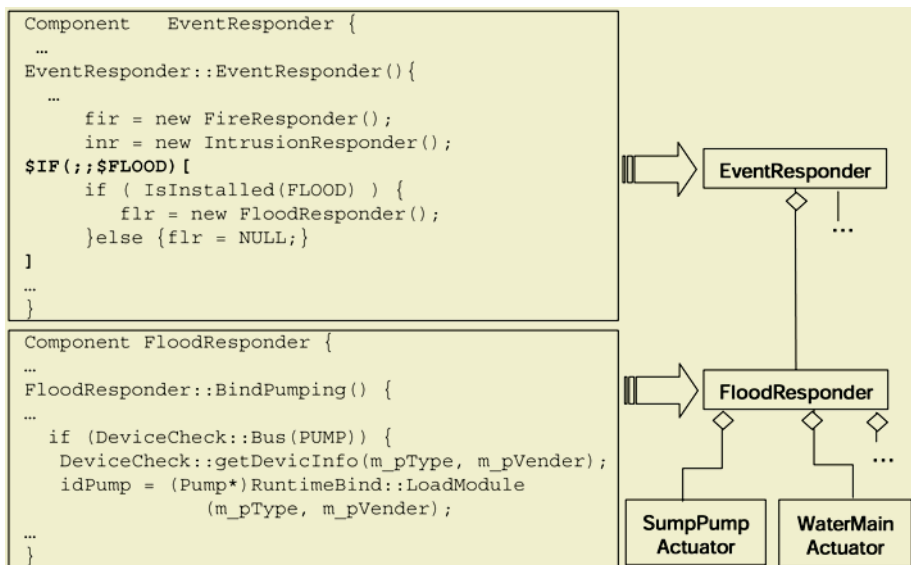 Component EventResponder {
…
EventResponder::EventResponder(){
…
fir = new FireResponder();
inr = new IntrusionResponder();
$IF(;;$FLOOD)[
if ( IsInstalled(FLOOD) ) {
flr = new FloodResponder();
}else {flr = NULL;}
]
…
}
Component FloodResponder {
…
FloodResponder::BindPumping() {
…
if (DeviceCheck::Bus(PUMP)) {
DeviceCheck::getDevicInfo(m_pType, m_pVender);
idPump = (Pump*)RuntimeBind::LoadModule
(m_pType, m_pVender);
…
}
EventResponder
…
FloodResponder
…
SumpPump
Actuator
WaterMain
Actuator